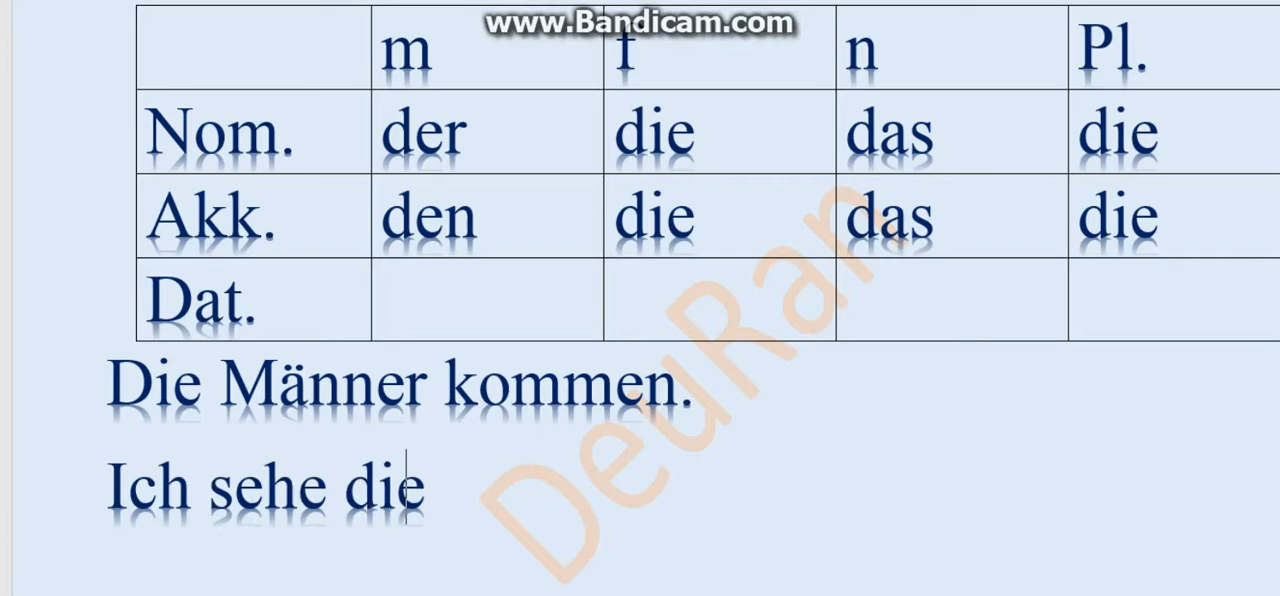 www.Bandicam.com
m f n Pl.
Nom. der die das die
Akk. den die das die
Dat.
Die Männer kommen.
Ich sehe die
DeuRan